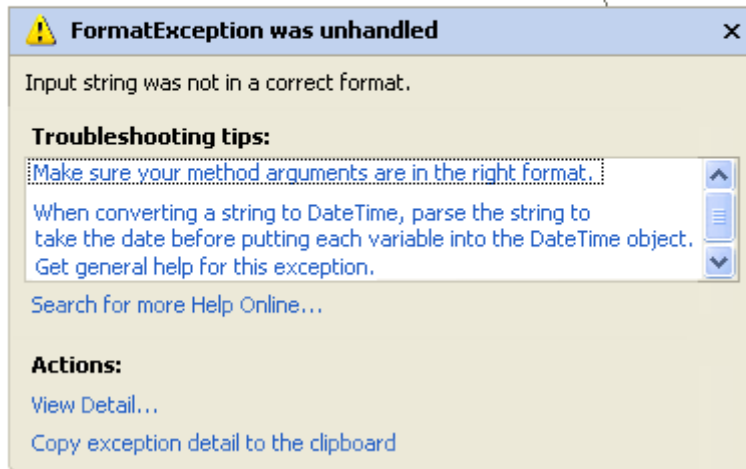 FormatException was unhandled
Input string was not in a correct format.
Troubleshooting tips:
Make sure your method arguments are in the right format.
When converting a string to DateTime, parse the string to
take the date before putting each variable into the DateTime object.
Get general help for this exception.
Search for more Help Online...
Actions:
View Detail...
Copy exception detail to the clipboard